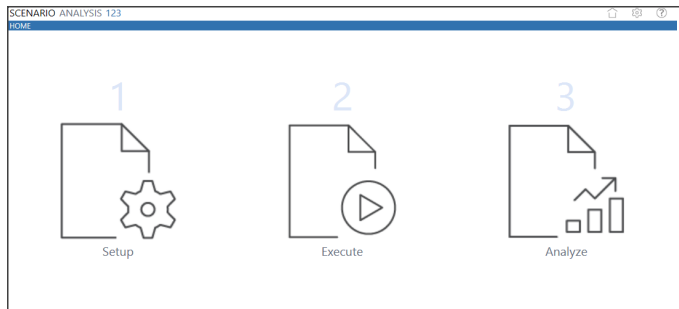 SCENARIO ANALYSIS 123
?
HOME
1
2
3
Setup
Execute
Analyze